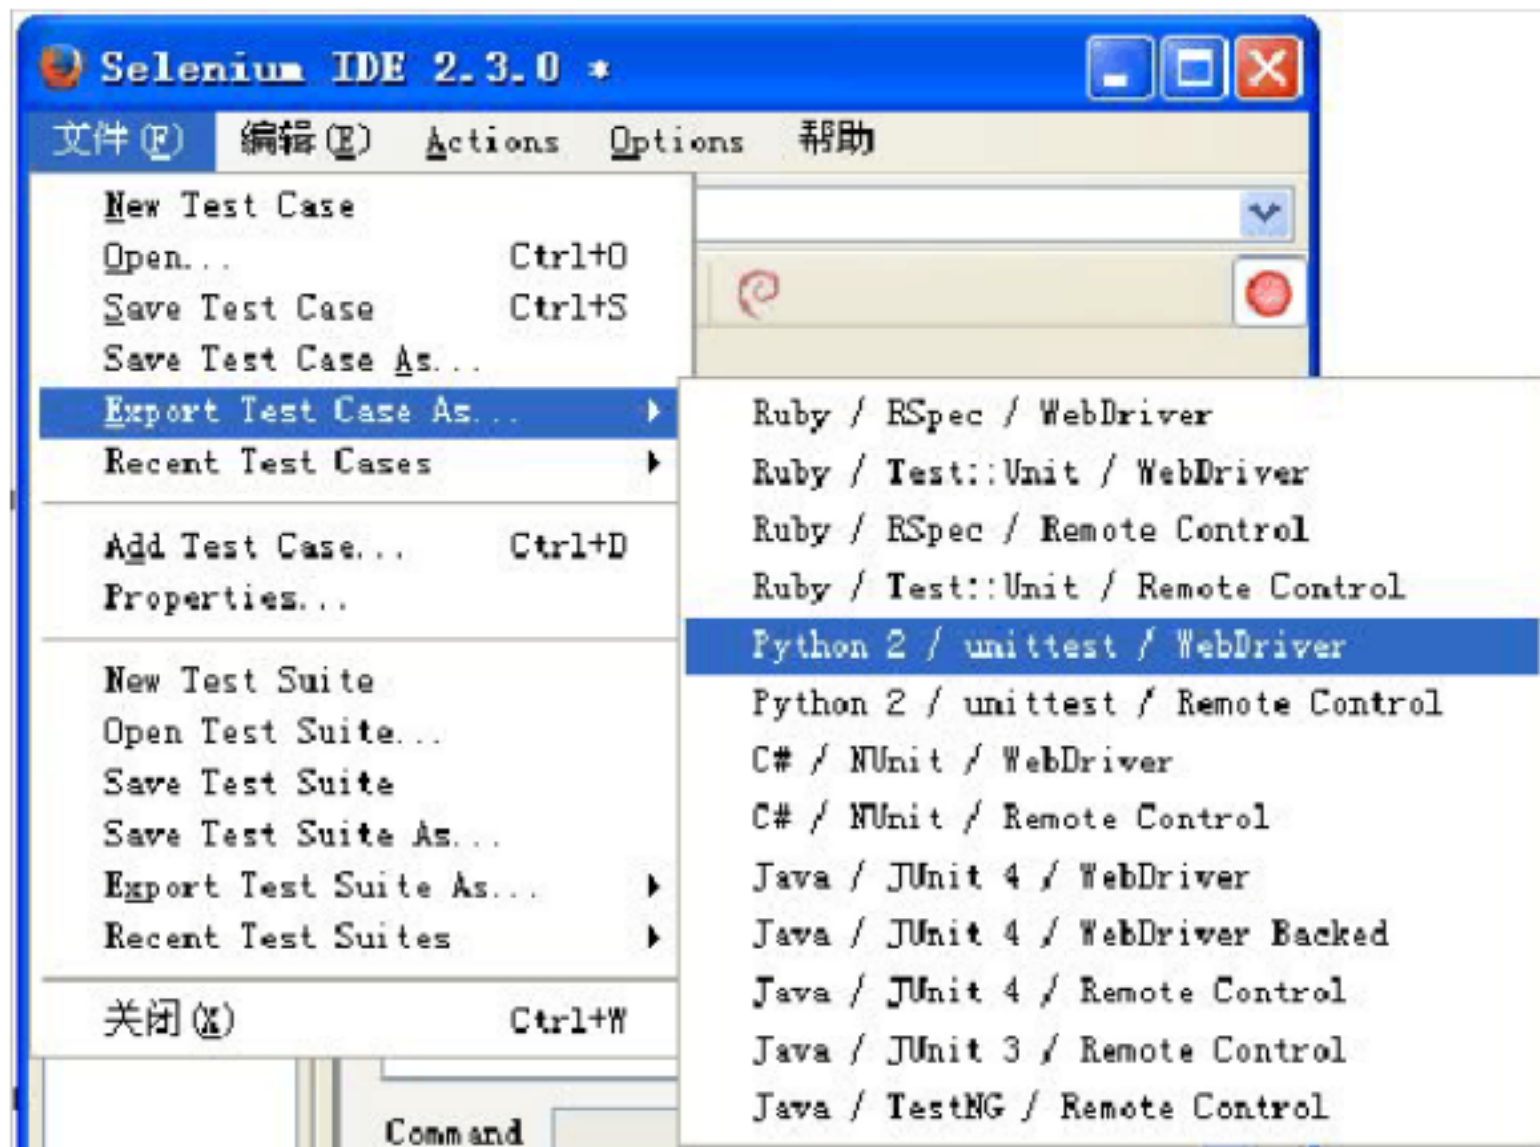 Selenium IDE 2.3.0 *
文件(F) 编辑(E) Actions Options 帮助
New Test Case
Open... Ctrl+O
Save Test Case Ctrl+S
Save Test Case As...
Export Test Case As...
Recent Test Cases
Add Test Case... Ctrl+D
Properties...
New Test Suite
Open Test Suite...
Save Test Suite
Save Test Suite As...
Export Test Suite As...
Recent Test Suites
关闭(X) Ctrl+W
Ruby / RSpec / WebDriver
Ruby / Test::Unit / WebDriver
Ruby / RSpec / Remote Control
Ruby / Test::Unit / Remote Control
Python 2 / unittest / WebDriver
Python 2 / unittest / Remote Control
C# / NUnit / WebDriver
C# / NUnit / Remote Control
Java / JUnit 4 / WebDriver
Java / JUnit 4 / WebDriver Backed
Java / JUnit 4 / Remote Control
Java / JUnit 3 / Remote Control
Java / TestNG / Remote Control
Command